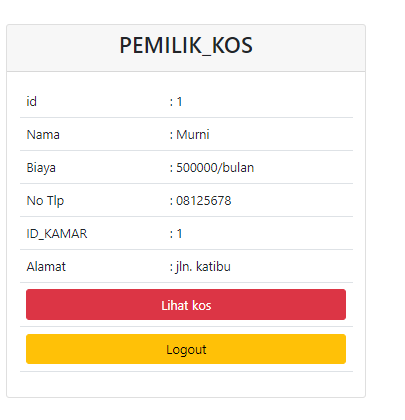 PEMILIK_KOS
id : 1
Nama : Murni
Biaya : 500000/bulan
No Tlp : 08125678
ID_KAMAR : 1
Alamat : jln. katibu
Lihat kos
Logout